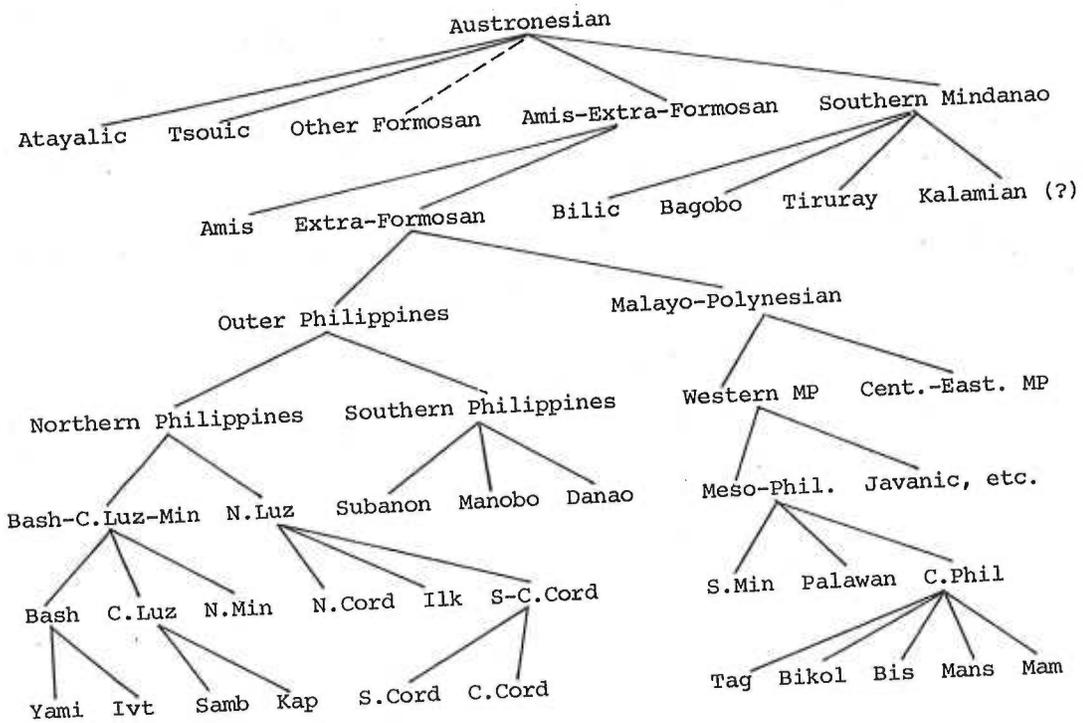 Austronesian
Atayalic Tsouic Other Formosan Amis-Extra-Formosan Southern Mindanao
Amis Extra-Formosan Bilic Bagobo Tiruray Kalamian (?)
Outer Philippines Malayo-Polynesian
Northern Philippines Southern Philippines Western MP Cent.-East. MP
Bash-C.Luz-Min N.Luz Subanon Manobo Danao Meso-Phil. Javanic, etc.
Bash C.Luz N.Min N.Cord Ilk S-C.Cord S.Min Palawan C.Phil
Yami Ivt Samb Kap S.Cord C.Cord Tag Bikol Bis Mans Mam